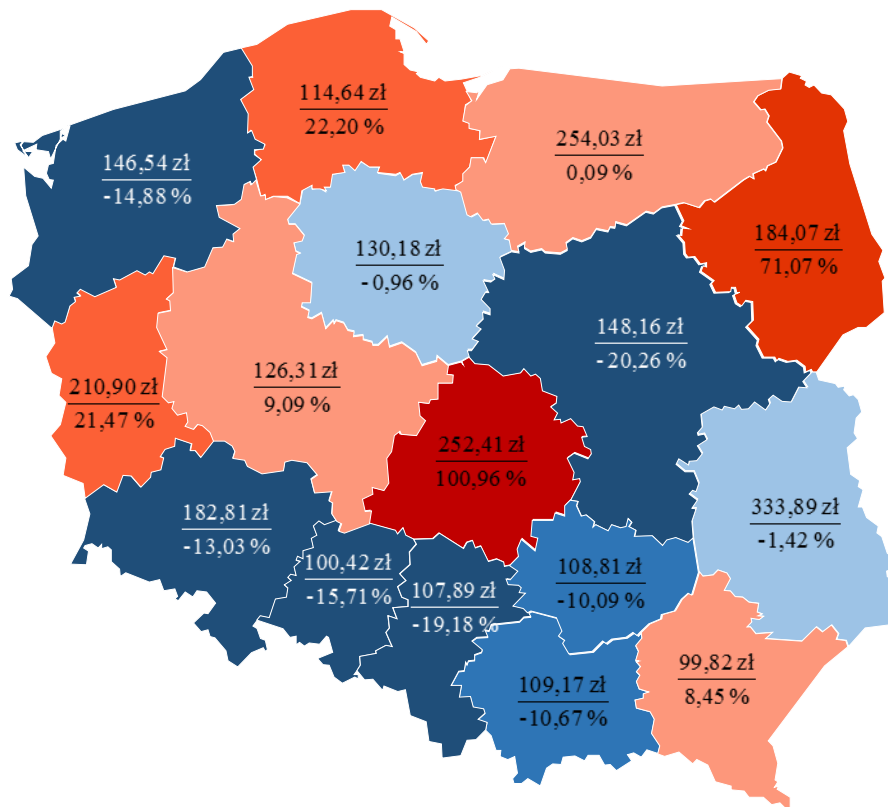 114,64 zł
22,20 %
254,03 zł
0,09 %
146,54 zł
-14,88 %
184,07 zł
71,07 %
130,18 zł
- 0,96 %
148,16 zł
-20,26 %
126,31 zł
9,09 %
210,90 zł
21,47 %
252,41 zł
100,96 %
333,89 zł
-1,42 %
182,81 zł
-13,03 %
100,42 zł
-15,71%
107,89 zł
-19,18 %
108,81 zł
-10,09 %
99,82 zł
8,45 %
109,17 zł
-10,67 %